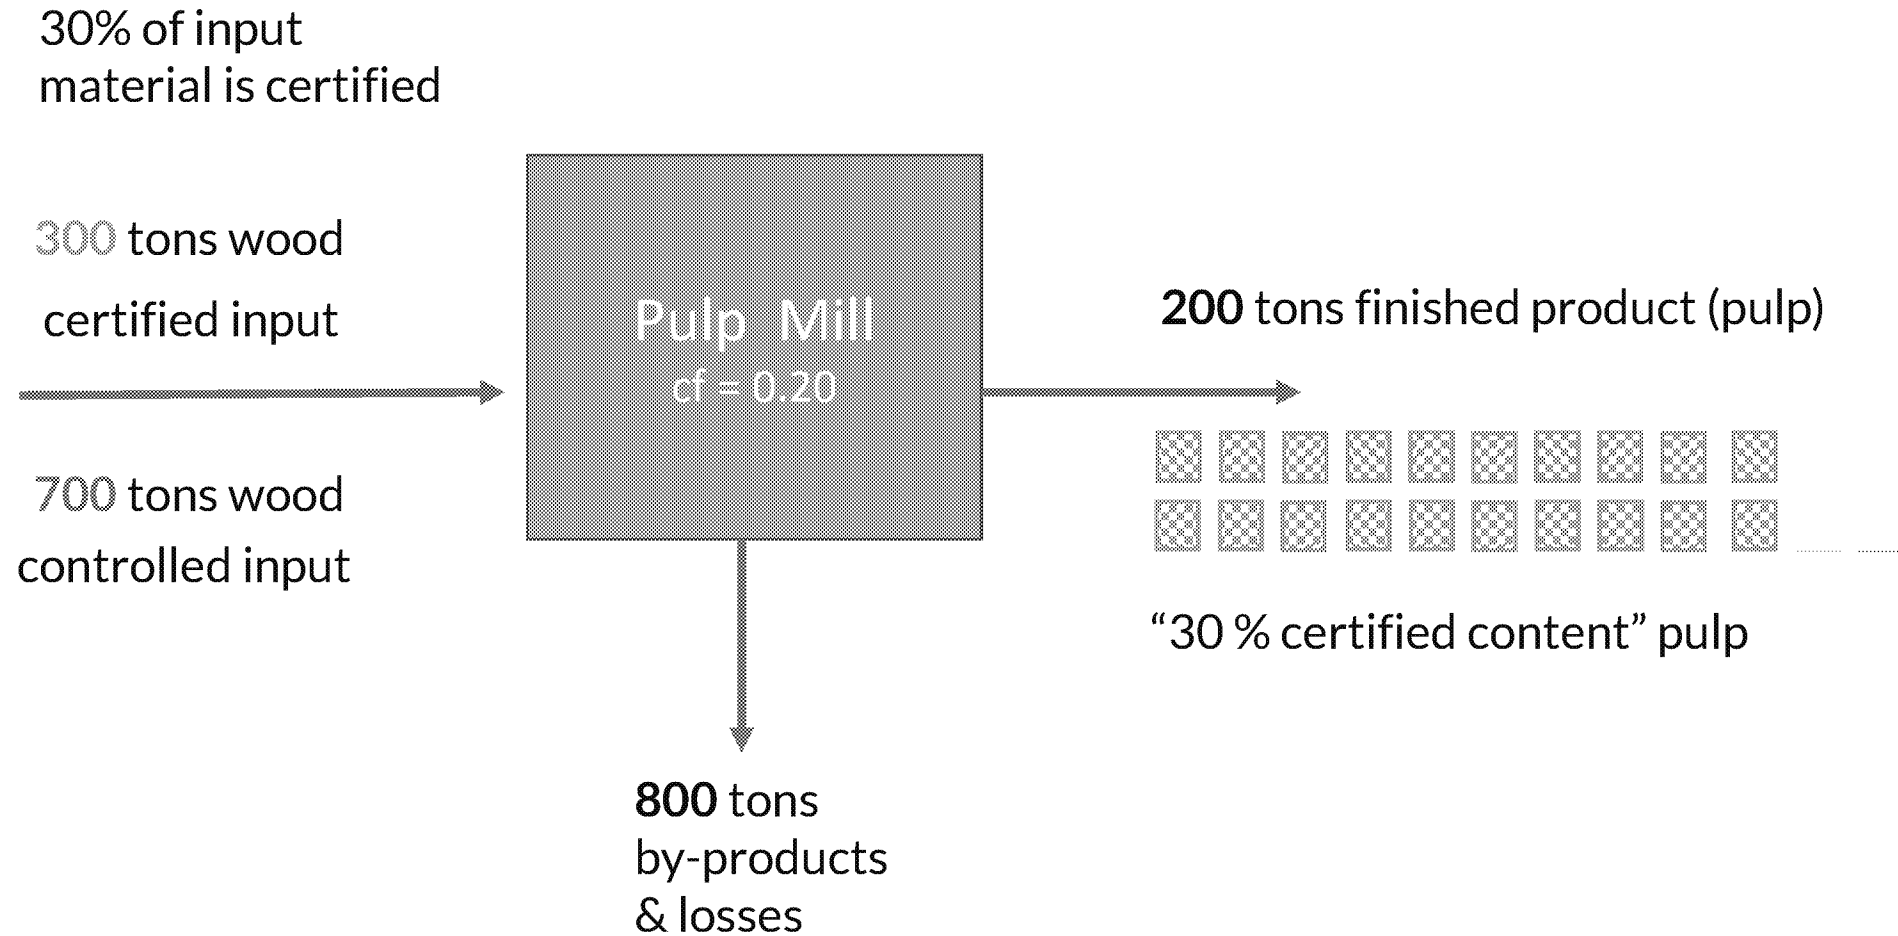 30% of input
material is certified
300 tons wood
certified input
700 tons wood
controlled input
Pulp Mill
cf = 0.20
200 tons finished product (pulp)
“30 % certified content” pulp
800 tons
by-products
& losses